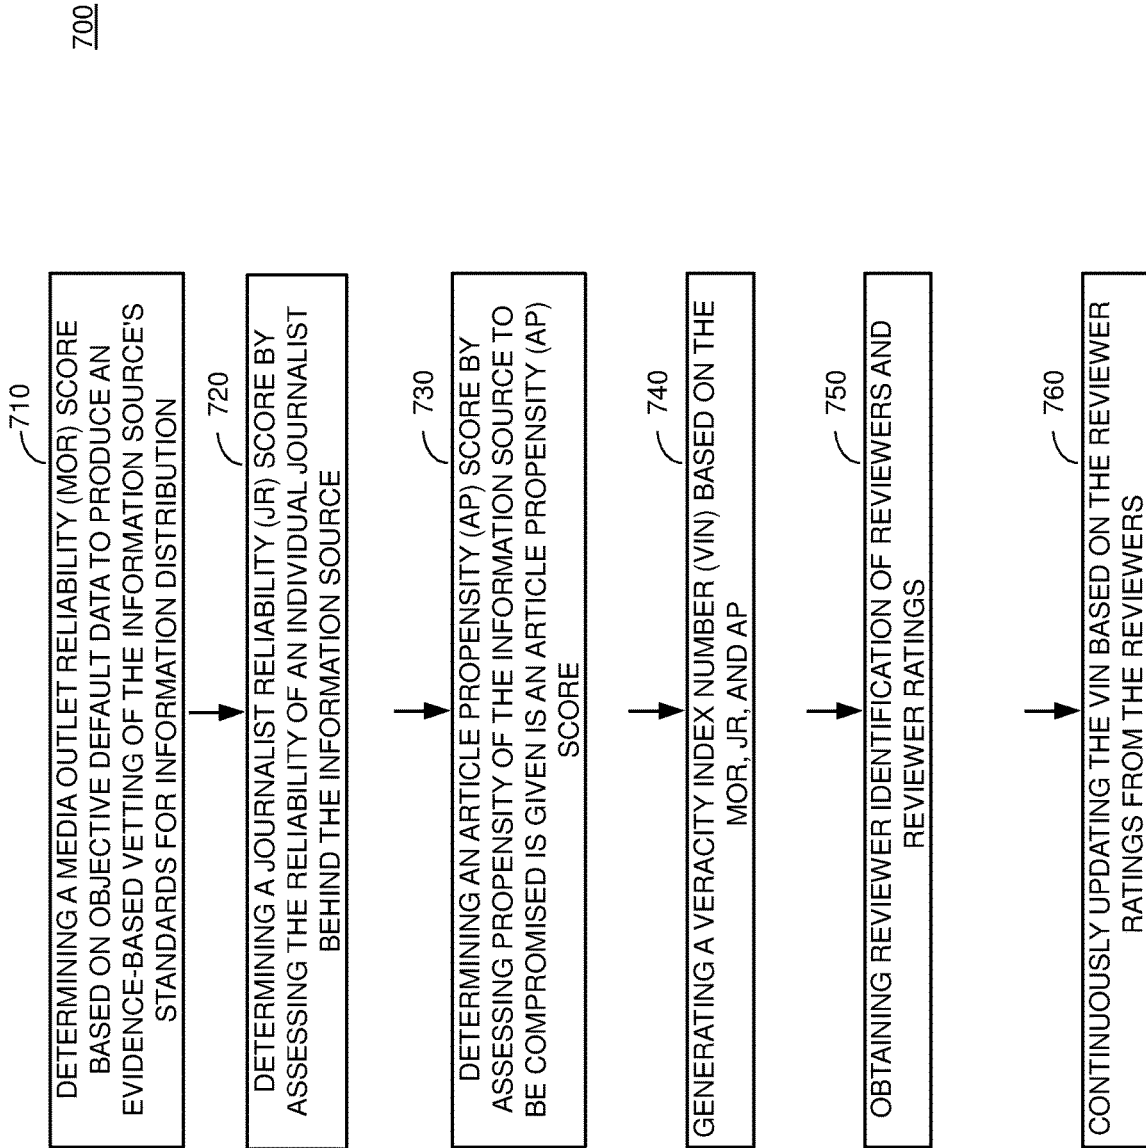 700
710
DETERMINING A MEDIA OUTLET RELIABILITY (MOR) SCORE
BASED ON OBJECTIVE DEFAULT DATA TO PRODUCE AN
EVIDENCE-BASED VETTING OF THE INFORMATION SOURCE'S
STANDARDS FOR INFORMATION DISTRIBUTION
720
DETERMINING A JOURNALIST RELIABILITY (JR) SCORE BY
ASSESSING THE RELIABILITY OF AN INDIVIDUAL JOURNALIST
BEHIND THE INFORMATION SOURCE
730
DETERMINING AN ARTICLE PROPENSITY (AP) SCORE BY
ASSESSING PROPENSITY OF THE INFORMATION SOURCE TO
BE COMPROMISED IS GIVEN IS AN ARTICLE PROPENSITY (AP)
SCORE
740
GENERATING A VERACITY INDEX NUMBER (VIN) BASED ON THE
MOR, JR, AND AP
750
OBTAINING REVIEWER IDENTIFICATION OF REVIEWERS AND
REVIEWER RATINGS
760
CONTINUOUSLY UPDATING THE VIN BASED ON THE REVIEWER
RATINGS FROM THE REVIEWERS